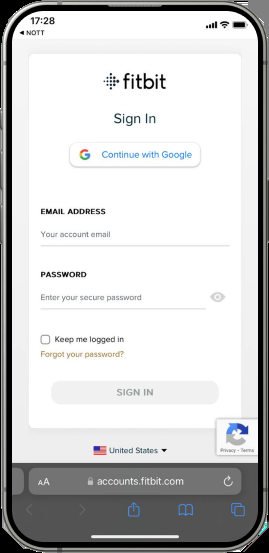 17:28
◀ NOTT
fitbit
Sign In
Continue with Google
EMAIL ADDRESS
Your account email
PASSWORD
Enter your secure password
Keep me logged in
Forgot your password?
SIGN IN
United States
Privacy - Terms
AA accounts.fitbit.com